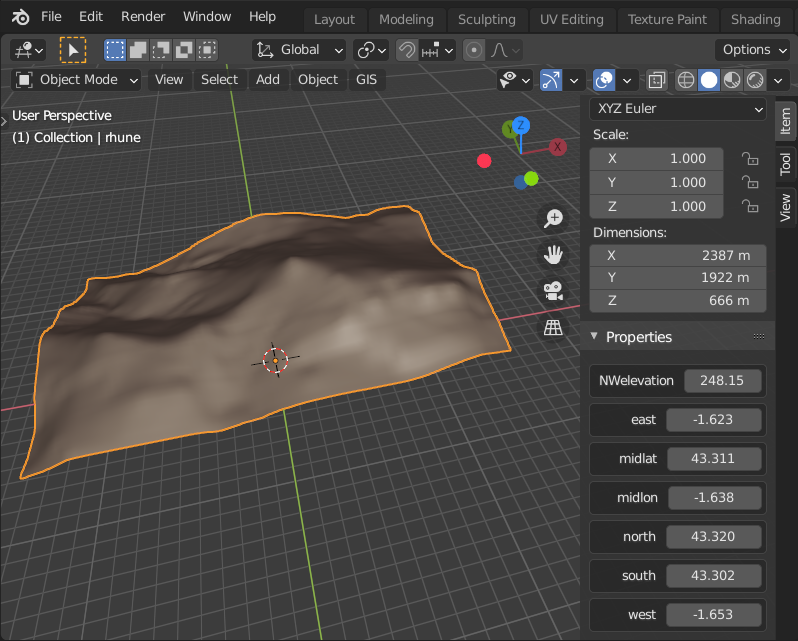 File Edit Render Window Help Layout Modeling Sculpting UV Editing Texture Paint Shading
Global Options
Object Mode View Select Add Object GIS
User Perspective
(1) Collection | rhune
Z
Y
X
XYZ Euler
Scale:
X 1.000
Y 1.000
Z 1.000
Dimensions:
X 2387 m
Y 1922 m
Z 666 m
Properties
NWelevation 248.15
east -1.623
midlat 43.311
midlon -1.638
north 43.320
south 43.302
west -1.653
Item
Tool
View